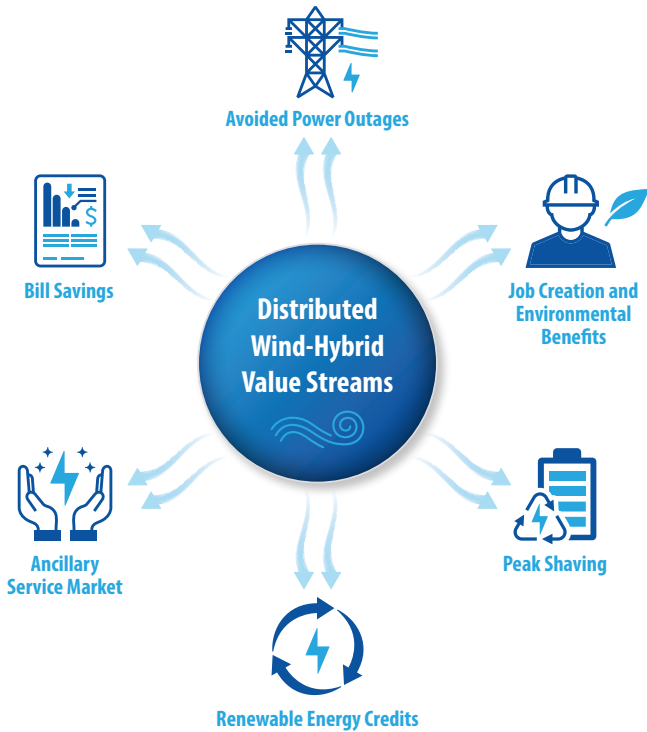 Avoided Power Outages
Bill Savings
Job Creation and
Environmental
Benefits
Distributed
Wind-Hybrid
Value Streams
Ancillary
Service Market
Peak Shaving
Renewable Energy Credits
$